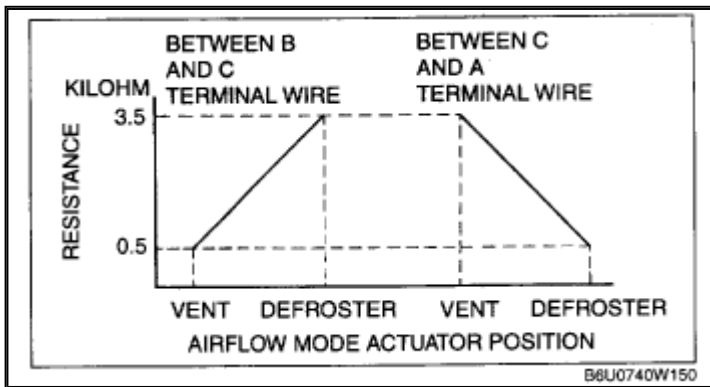 BETWEEN B
AND C
TERMINAL WIRE
BETWEEN C
AND A
TERMINAL WIRE
KILOHM
RESISTANCE
3.5
0.5
VENT DEFROSTER VENT DEFROSTER
AIRFLOW MODE ACTUATOR POSITION
B6U0740W150